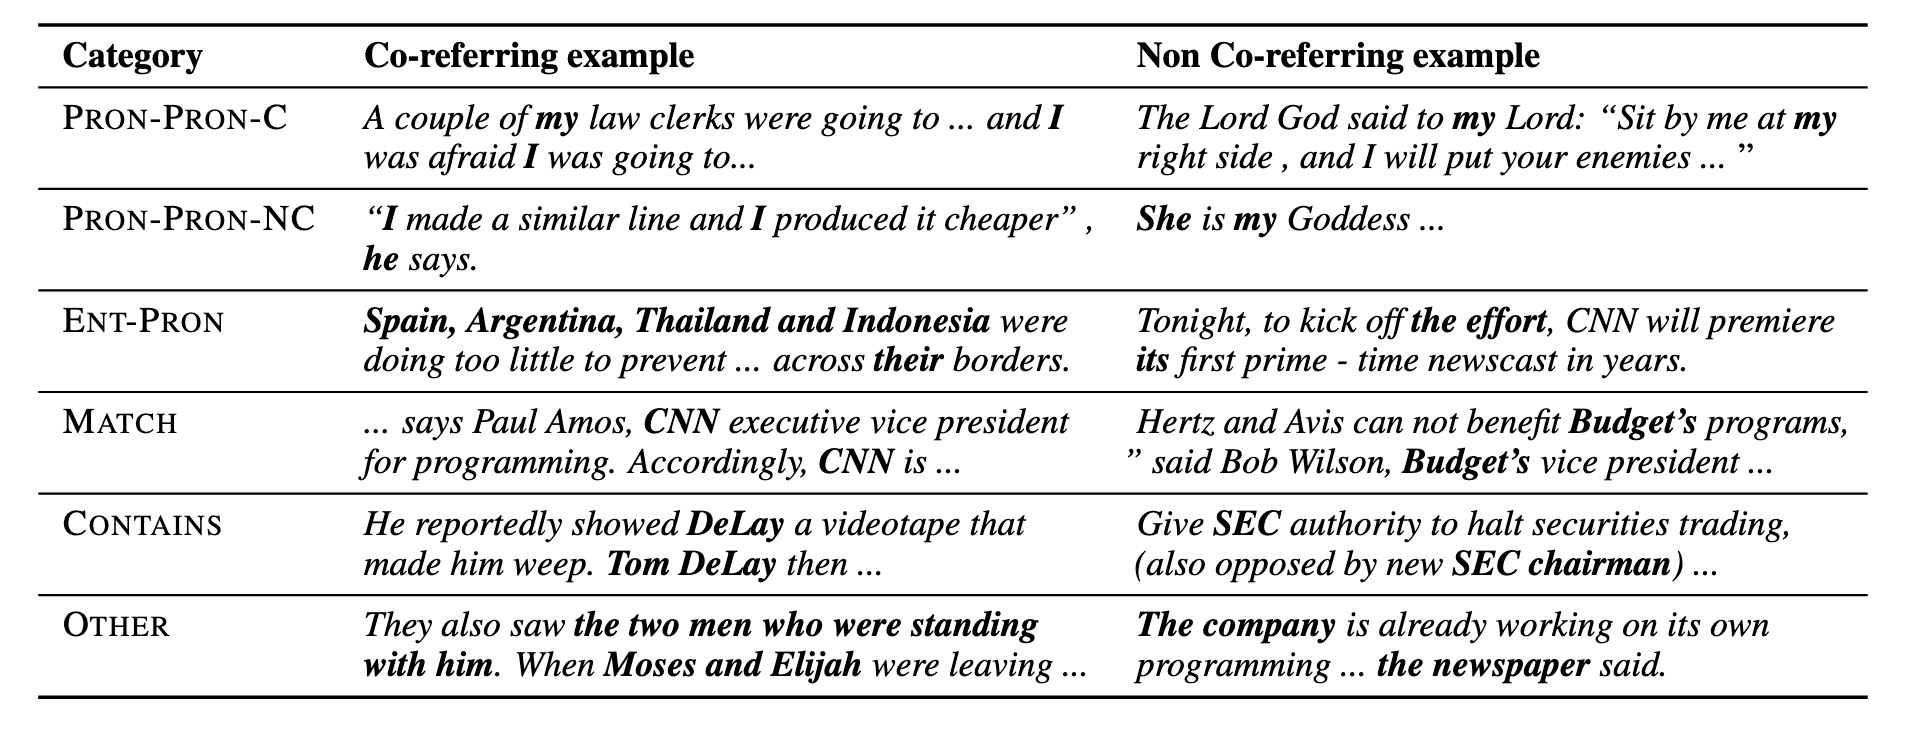 Category Co-referring example Non Co-referring example
PRON-PRON-C A couple of my law clerks were going to ... and I The Lord God said to my Lord: “Sit by me at my
was afraid I was going to... right side , and I will put your enemies ... ”
PRON-PRON-NC “I made a similar line and I produced it cheaper” , She is my Goddess ...
he says.
ENT-PRON Spain, Argentina, Thailand and Indonesia were Tonight, to kick off the effort, CNN will premiere
doing too little to prevent ... across their borders. its first prime - time newscast in years.
MATCH ... says Paul Amos, CNN executive vice president Hertz and Avis can not benefit Budget’s programs,
for programming. Accordingly, CNN is ... ” said Bob Wilson, Budget’s vice president ...
CONTAINS He reportedly showed DeLay a videotape that Give SEC authority to halt securities trading,
made him weep. Tom DeLay then ... (also opposed by new SEC chairman) ...
OTHER They also saw the two men who were standing The company is already working on its own
with him. When Moses and Elijah were leaving ... programming ... the newspaper said.